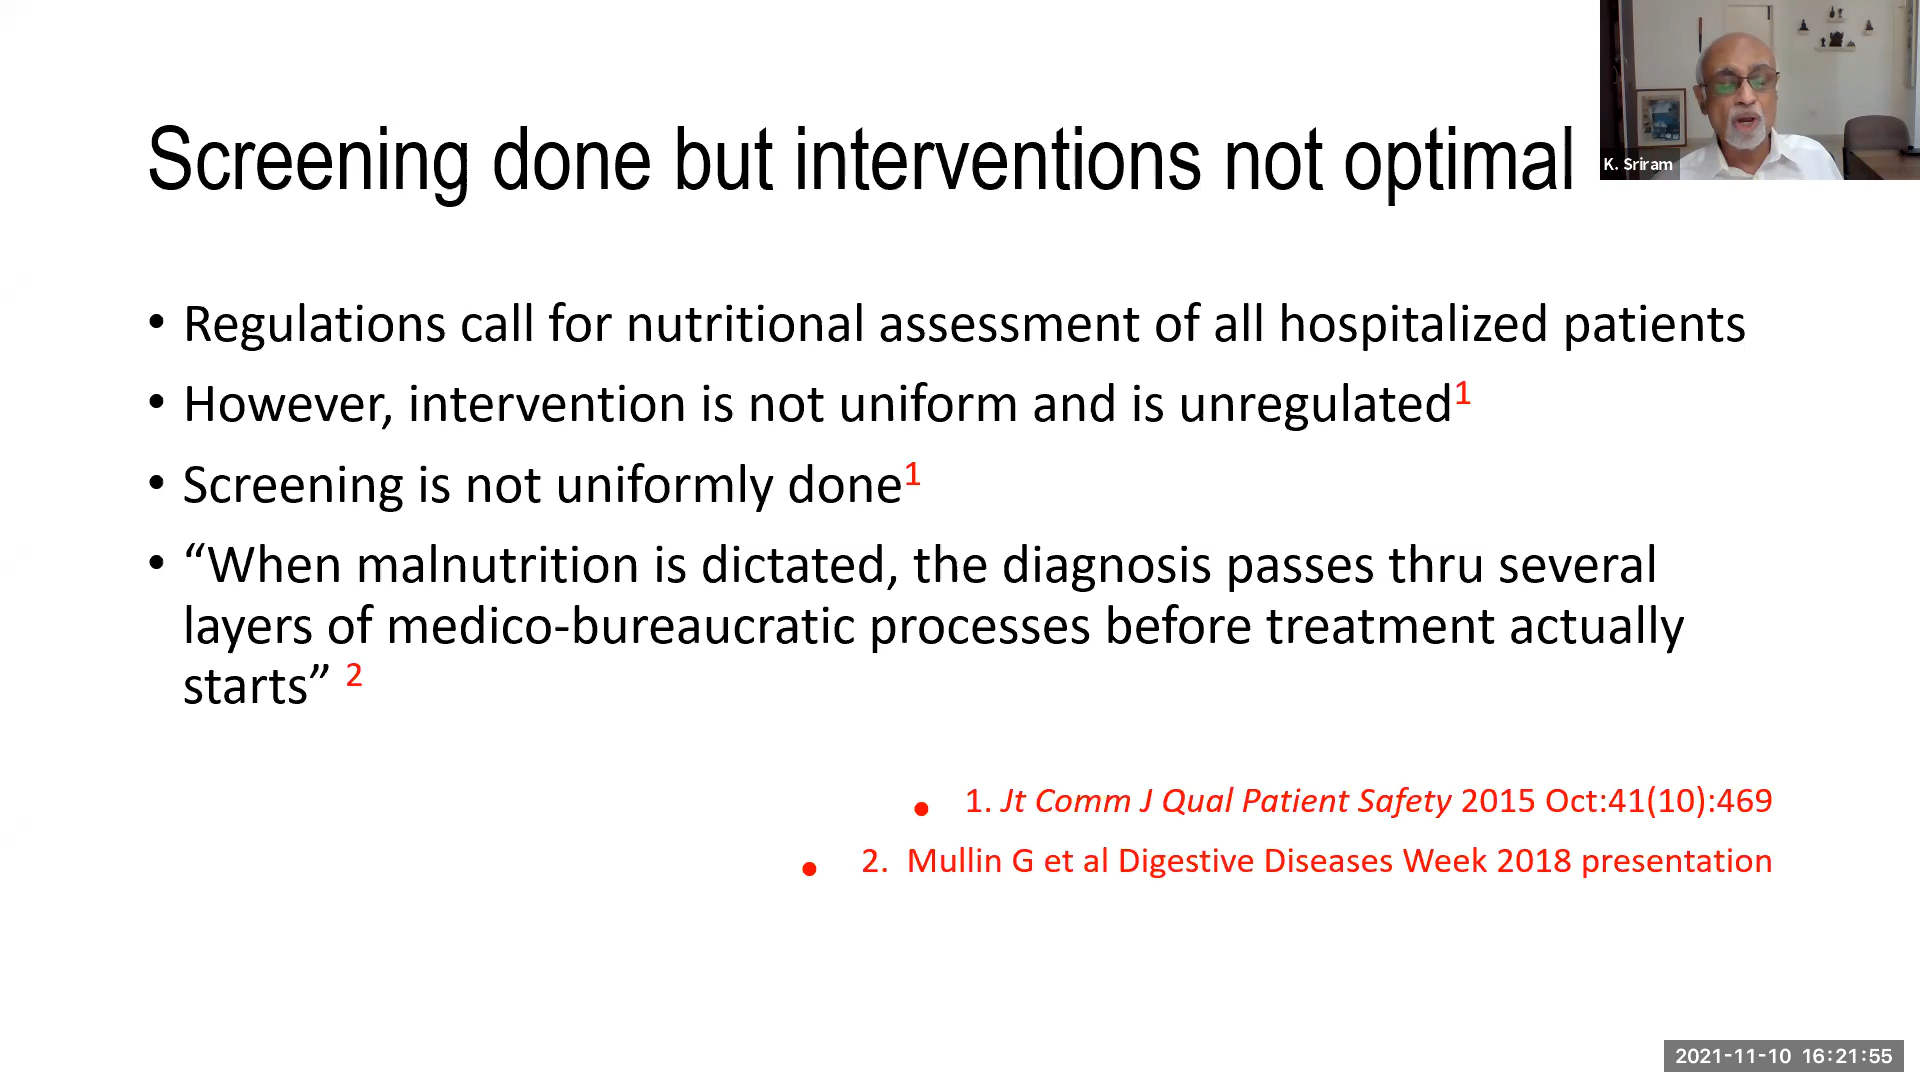 Screening done but interventions not optimal
K. Sriram
• Regulations call for nutritional assessment of all hospitalized patients
• However, intervention is not uniform and is unregulated1
• Screening is not uniformly done1
• “When malnutrition is dictated, the diagnosis passes thru several
layers of medico-bureaucratic processes before treatment actually
starts” 2
• 1. Jt Comm J Qual Patient Safety 2015 Oct:41(10):469
• 2. Mullin G et al Digestive Diseases Week 2018 presentation
2021-11-10 16:21:55